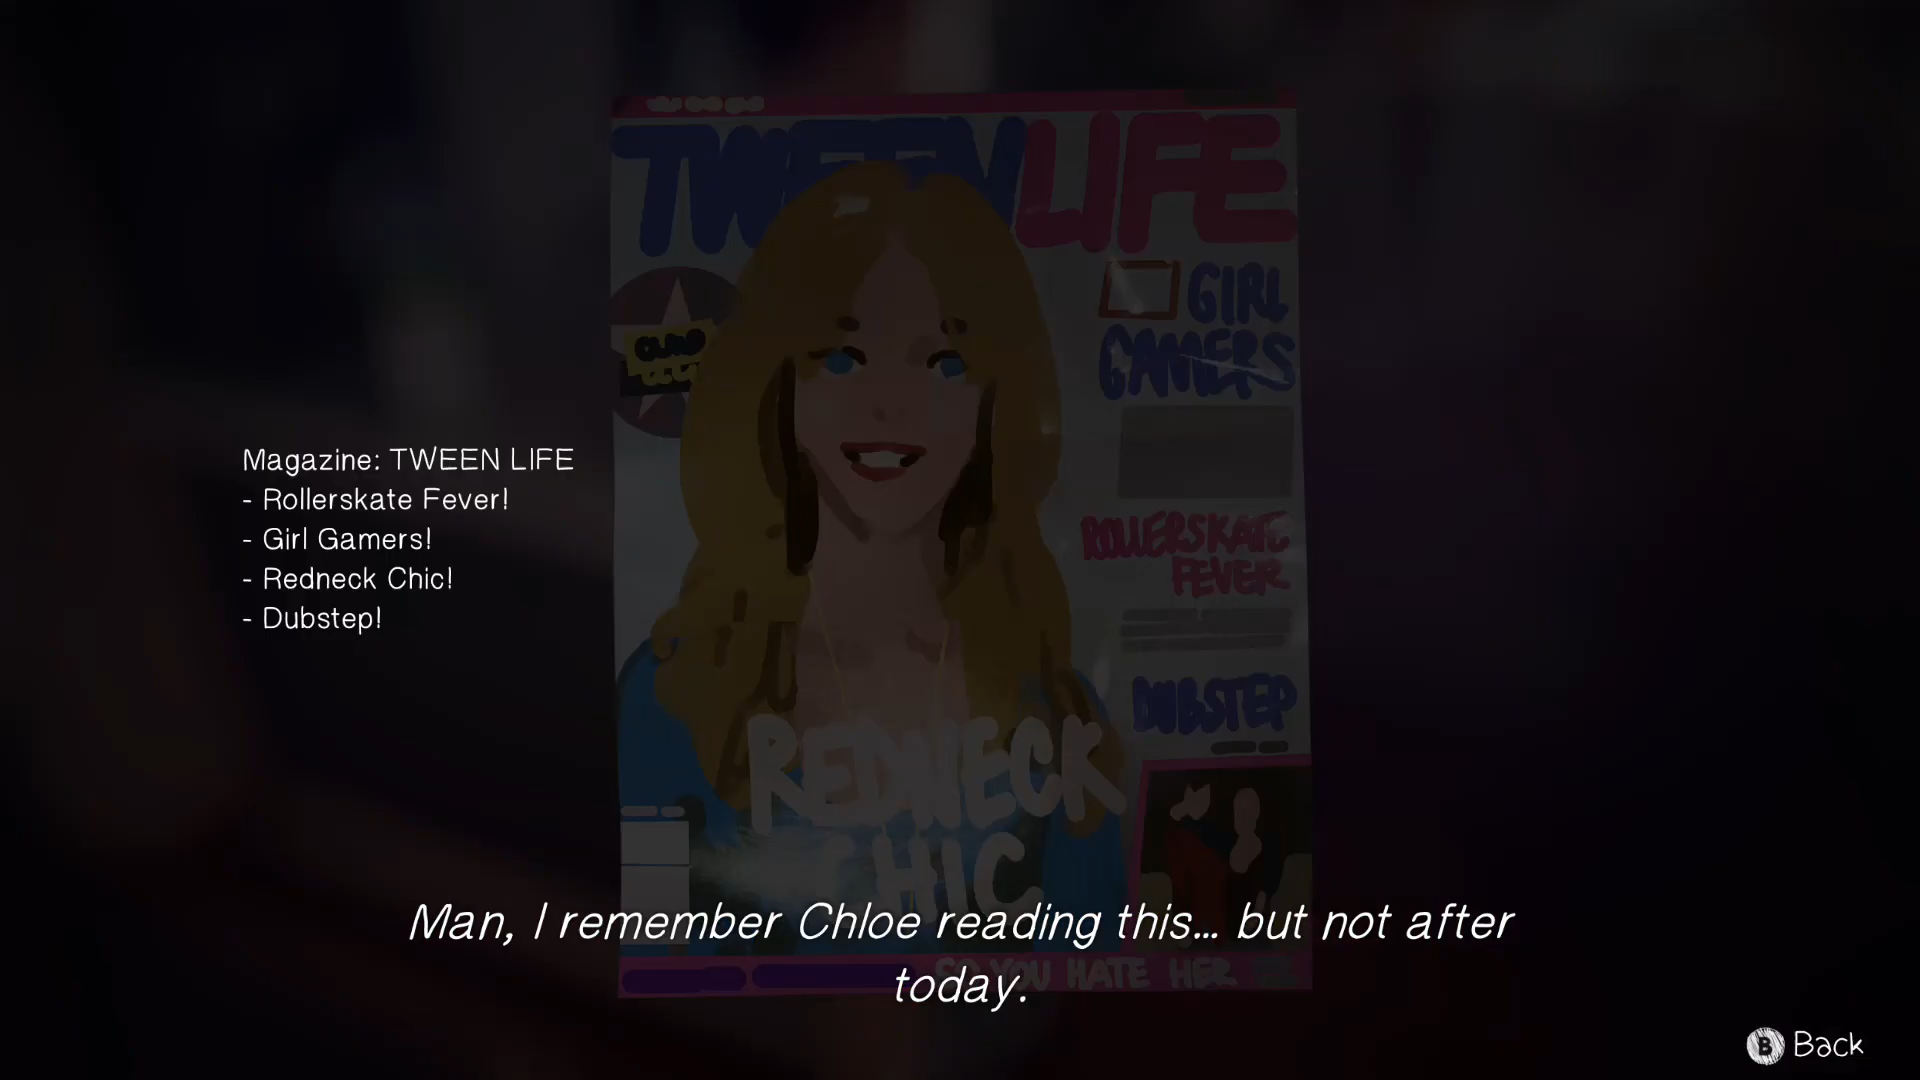 TWEEN LIFE
GIRL
GAMERS
Magazine: TWEEN LIFE
- Rollerskate Fever!
- Girl Gamers!
- Redneck Chic!
- Dubstep!
ROLLERSKATE
FEVER
DUBSTEP
REDNECK
CHIC
Man, I remember Chloe reading this... but not after
today.
YOU HATE HER
B Back